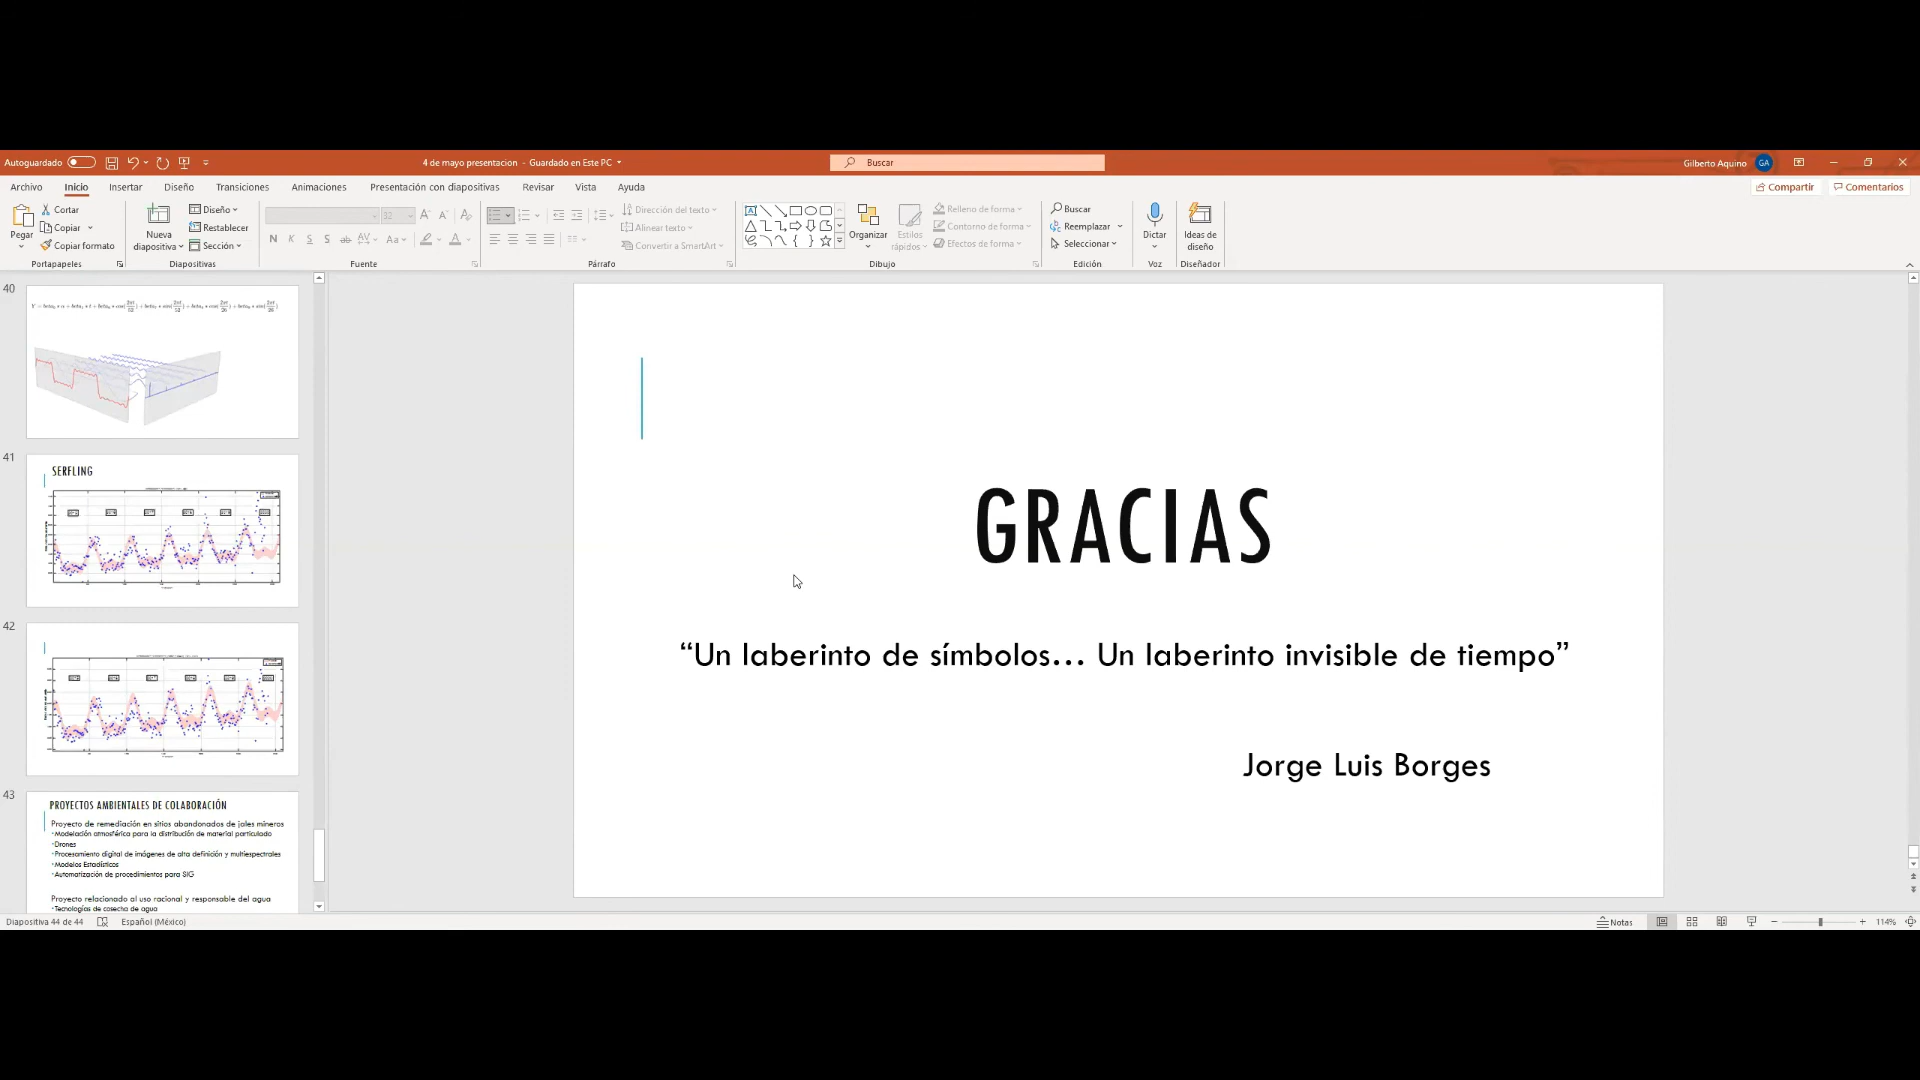 Autoguardado
4 de mayo presentacion - Guardado en Este PC
Buscar
Gilberto Aquino
GA
Archivo Inicio Insertar Diseño Transiciones Animaciones Presentación con diapositivas Revisar Vista Ayuda
Compartir Comentarios
Pegar
Cortar
Copiar
Copiar formato
Portapapeles
Nueva
diapositiva
Diseño
Restablecer
Sección
Diapositivas
32
N K S S ab AV Aa A
Fuente
Dirección del texto
Alinear texto
Convertir a SmartArt
Párrafo
Organizar
Estilos
rápidos
Relleno de forma
Contorno de forma
Efectos de forma
Dibujo
Buscar
Reemplazar
Seleccionar
Edición
Dictar
Voz
Ideas de
diseño
Diseñador
40
41
SERFLING
42
43
PROYECTOS AMBIENTALES DE COLABORACIÓN
Proyecto de remediación en sitios abandonados de jales mineros
•Modelación atmosférica para la distribución de material particulado
•Drones
•Procesamiento digital de imágenes de alta definición y multiespectrales
•Modelos Estadísticos
•Automatización de procedimientos para SIG
Proyecto relacionado al uso racional y responsable del agua
•Tecnologías de cosecha de agua
GRACIAS
“Un laberinto de símbolos... Un laberinto invisible de tiempo”
Jorge Luis Borges
Diapositiva 44 de 44
Español (México)
Notas
114%